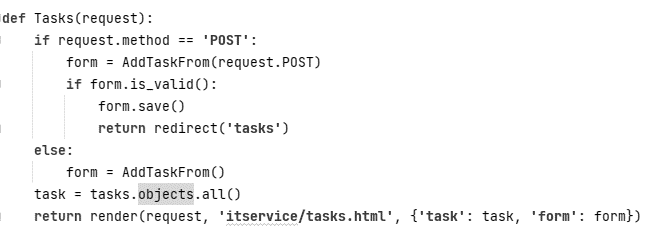 def Tasks(request):
    if request.method == 'POST':
        form = AddTaskFrom(request.POST)
        if form.is_valid():
            form.save()
            return redirect('tasks')
    else:
        form = AddTaskFrom()
    task = tasks.objects.all()
    return render(request, 'itservice/tasks.html', {'task': task, 'form': form})